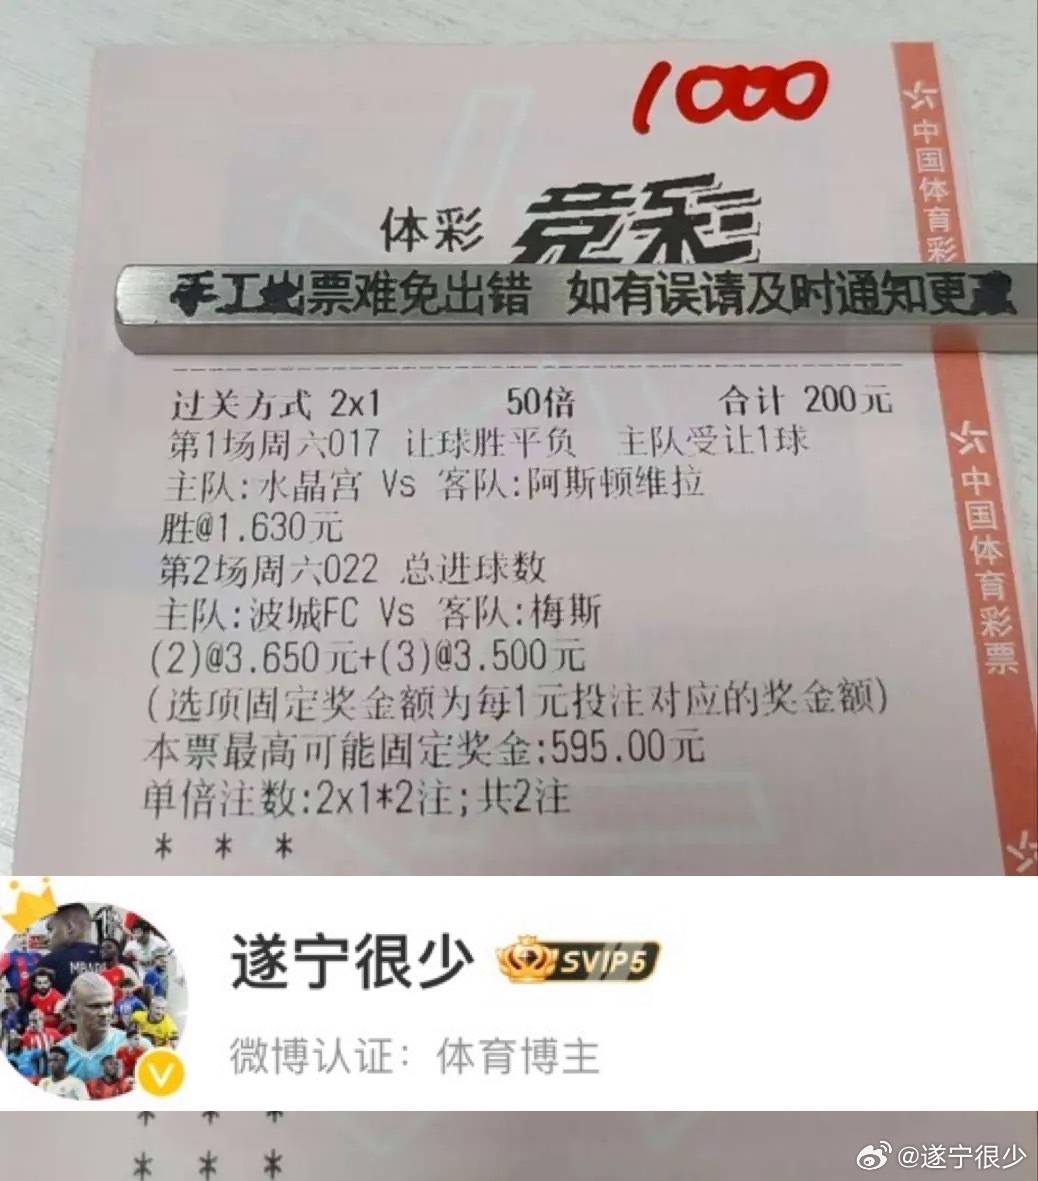 1000
中国体育彩
体彩 竞彩
手工出票难免出错 如有误请及时通知更
过关方式 2x1 50倍 合计 200元
第1场周六017 让球胜平负 主队受让1球
主队:水晶宫 Vs 客队:阿斯顿维拉
胜@1.630元
第2场周六022 总进球数
主队:波城FC Vs 客队:梅斯
(2)@3.650元+(3)@3.500元
(选项固定奖金额为每1元投注对应的奖金额)
本票最高可能固定奖金:595.00元
单倍注数:2x1*2注;共2注
* * *
中国体育彩票
遂宁很少 SVIP5
微博认证：体育博主
* * *
* * *
@遂宁很少